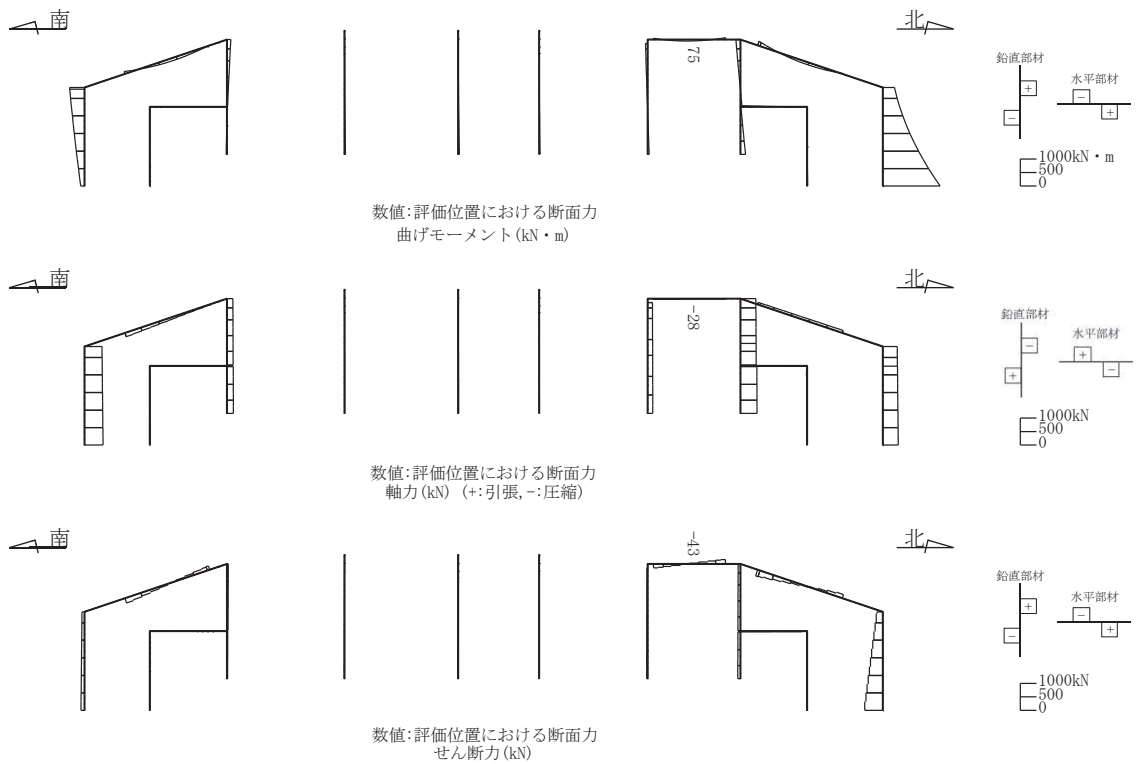 南
北
75
鉛直部材
+
-
水平部材
-
+
1000kN・m
500
0
数値:評価位置における断面力
曲げモーメント(kN・m)
南
北
-28
鉛直部材
-
+
水平部材
+
-
1000kN
500
0
数値:評価位置における断面力
軸力(kN) (+:引張,-:圧縮)
南
北
-43
鉛直部材
+
-
水平部材
-
+
1000kN
500
0
数値:評価位置における断面力
せん断力(kN)